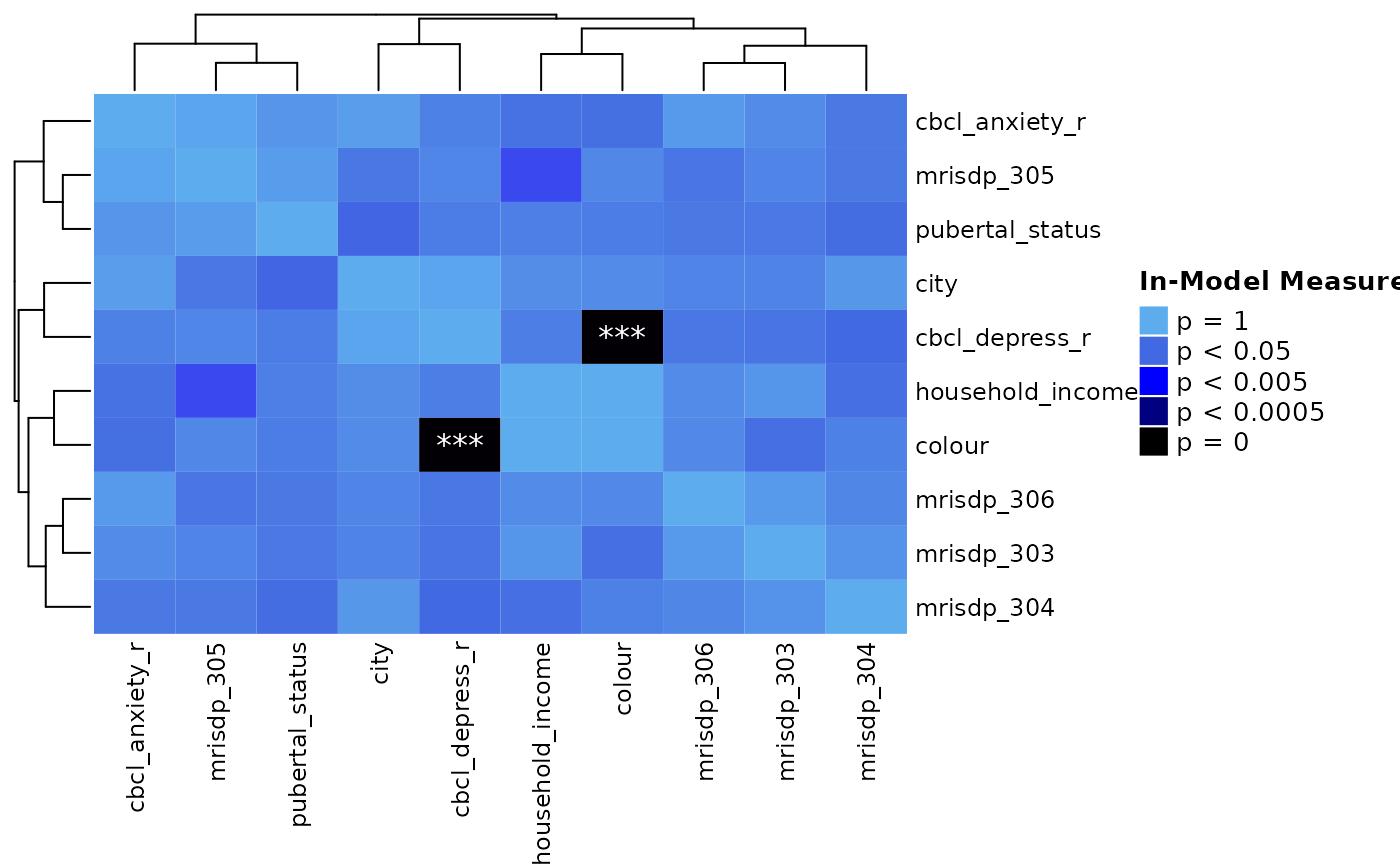 cbcl_anxiety_r
mrisdp_305
pubertal_status
city
***
cbcl_depress_r
household_income
***
colour
mrisdp_306
mrisdp_303
mrisdp_304
In-Model Measure
p = 1
p < 0.05
p < 0.005
p < 0.0005
p = 0
cbcl_anxiety_r
mrisdp_305
pubertal_status
city
cbcl_depress_r
household_income
colour
mrisdp_306
mrisdp_303
mrisdp_304